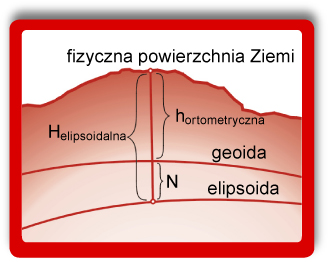 fizyczna powierzchnia Ziemi
Helipsoidalna
hortometryczna
geoida
N
elipsoida